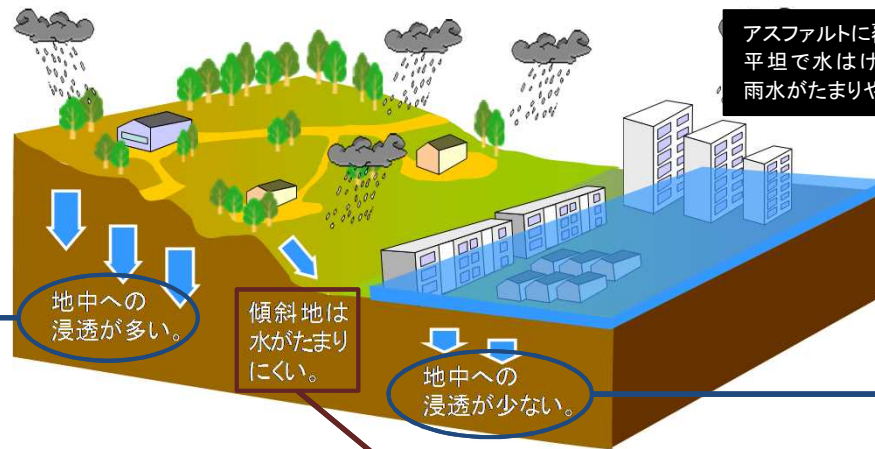 アスファルトに
平坦で水はけ
雨水がたまりや
地中への
浸透が多い。
傾斜地は
水がたまり
にくい。
地中への
浸透が少ない。